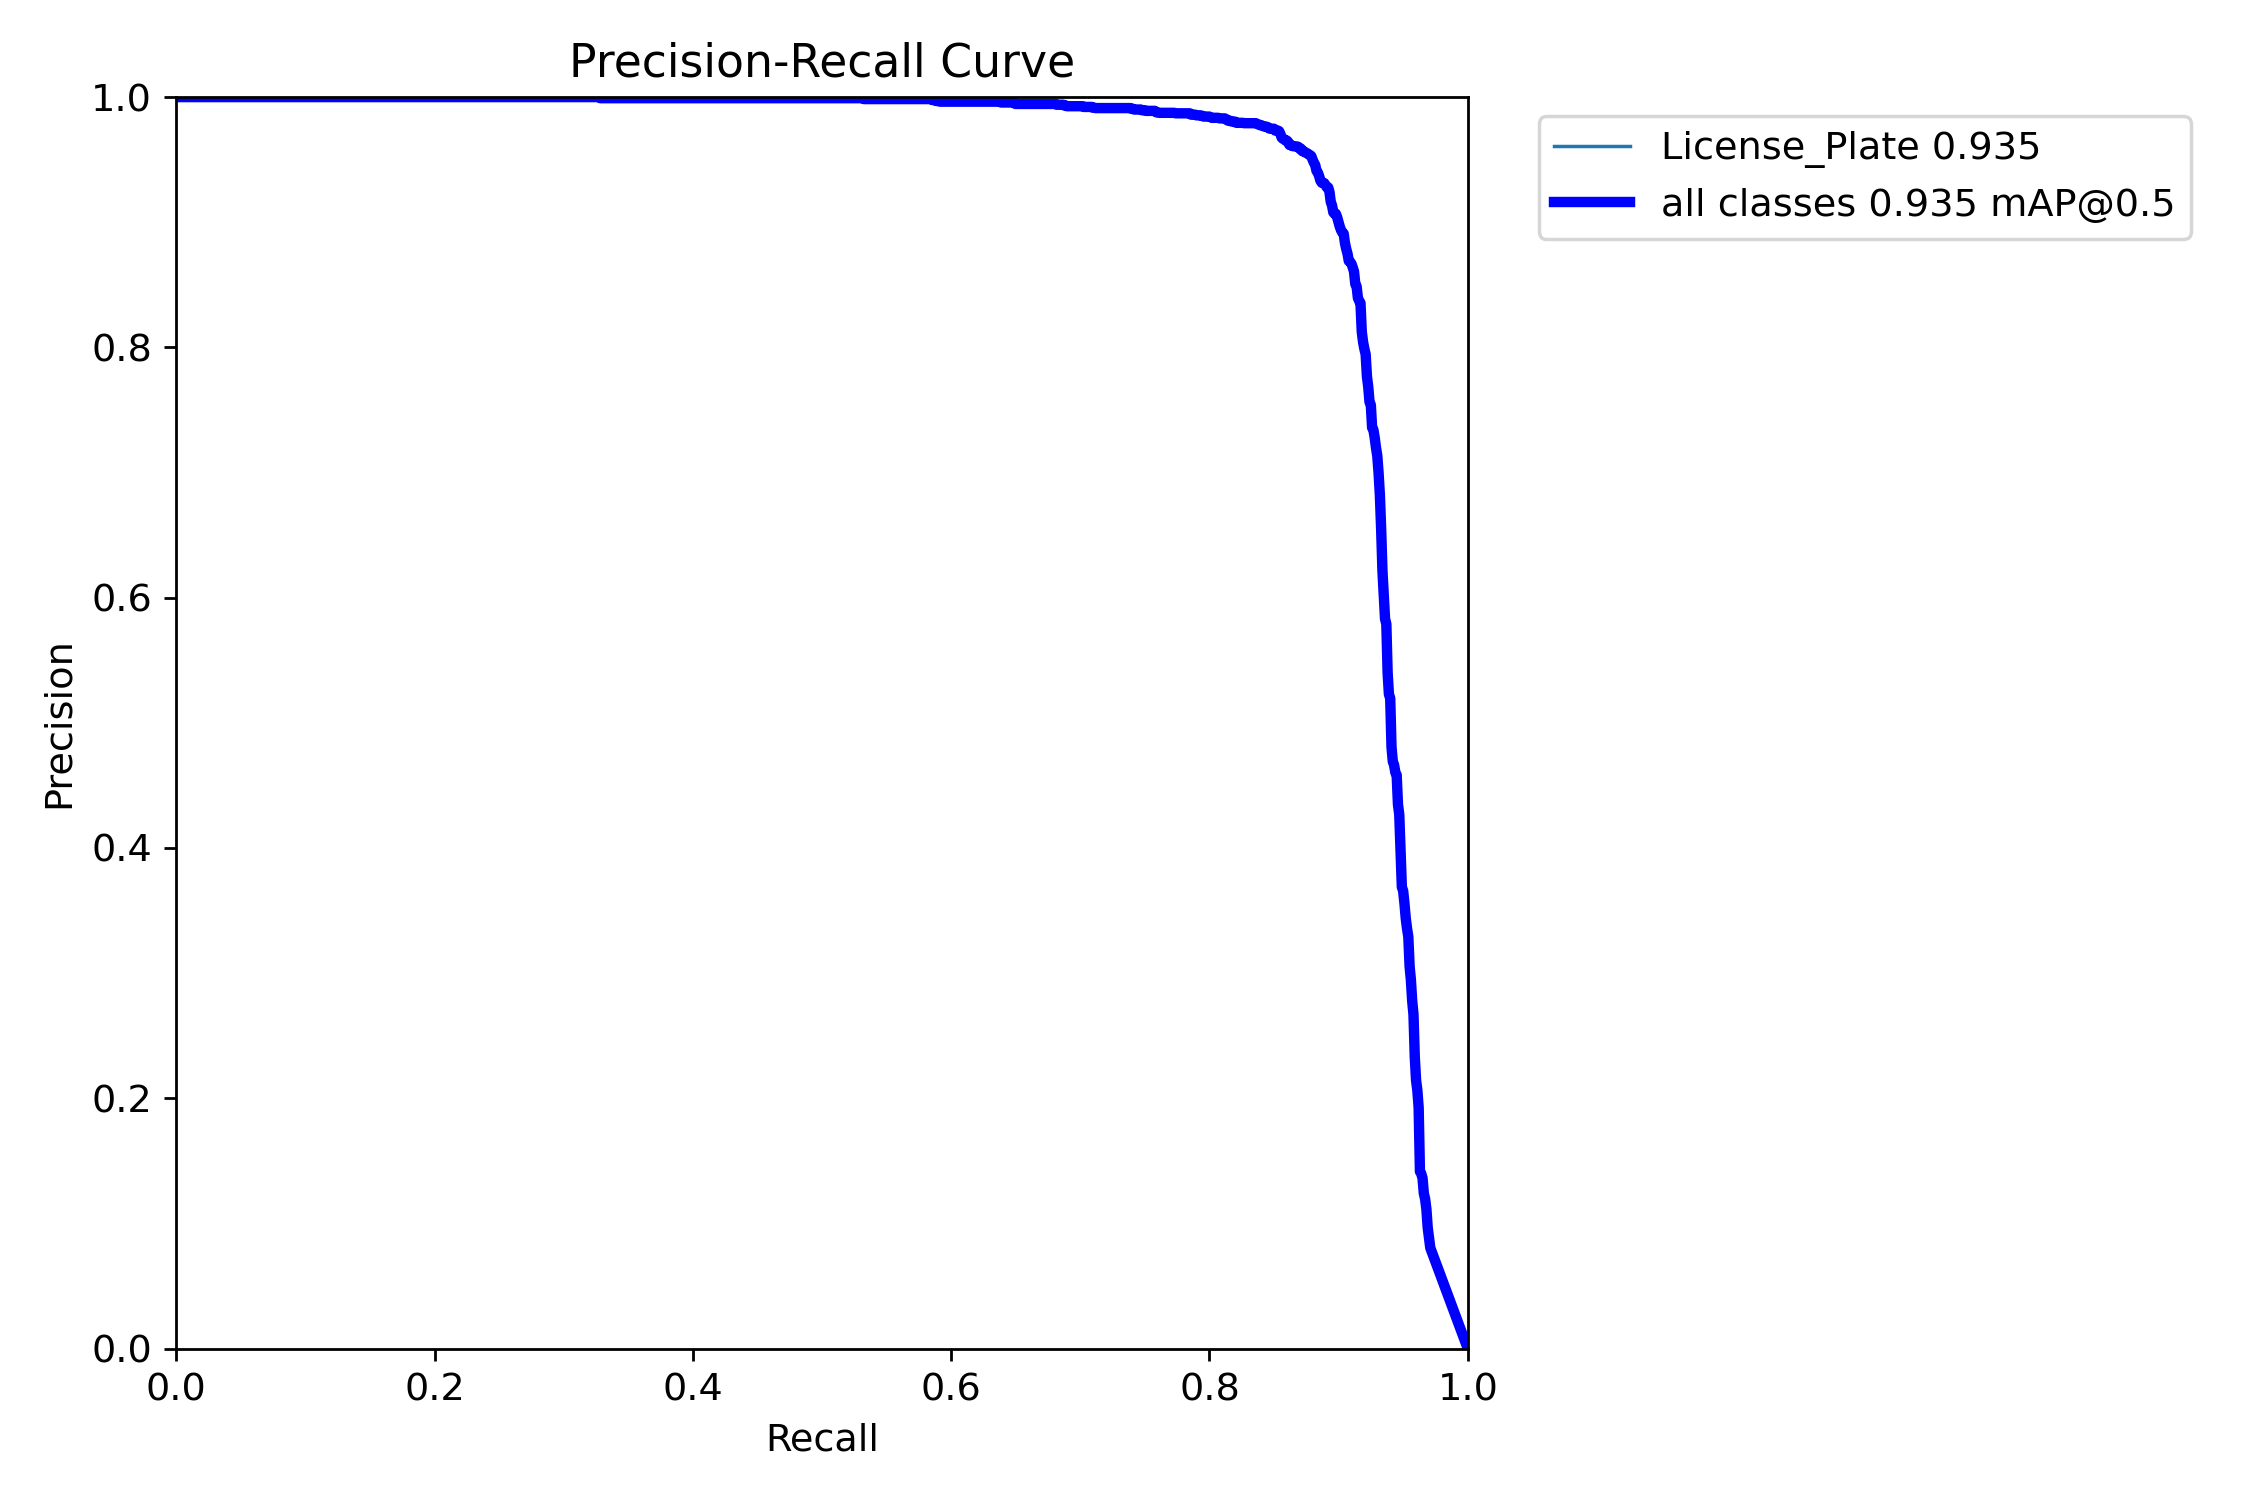 Precision-Recall Curve
1.0
0.8
0.6
0.4
0.2
0.0
Precision
0.0 0.2 0.4 0.6 0.8 1.0
Recall
License_Plate 0.935
all classes 0.935 mAP@0.5